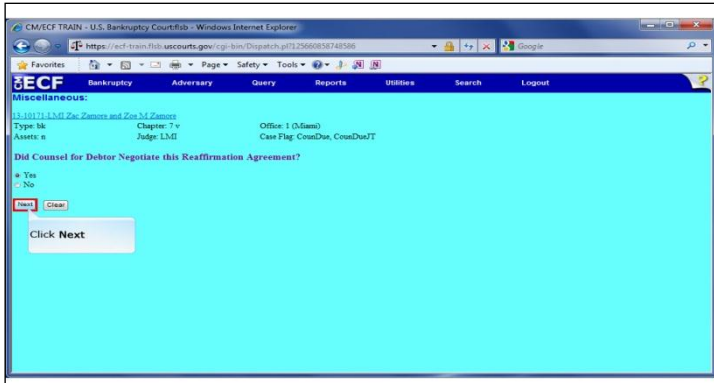 CM/ECF TRAIN - U.S. Bankruptcy Court:flsb - Windows Internet Explorer
https://ecf-train.flsb.uscourts.gov/cgi-bin/Dispatch.pl?125660858748586
Google
Favorites Page Safety Tools
ECF Bankruptcy Adversary Query Reports Utilities Search Logout ?
Miscellaneous:
13-10171-LMI Zac Zamore and Zoe M Zamore
Type: bk Chapter: 7 v Office: 1 (Miami)
Assets: n Judge: LMI Case Flag: CounDue, CounDueJT
Did Counsel for Debtor Negotiate this Reaffirmation Agreement?
Yes
No
Next Clear
Click Next